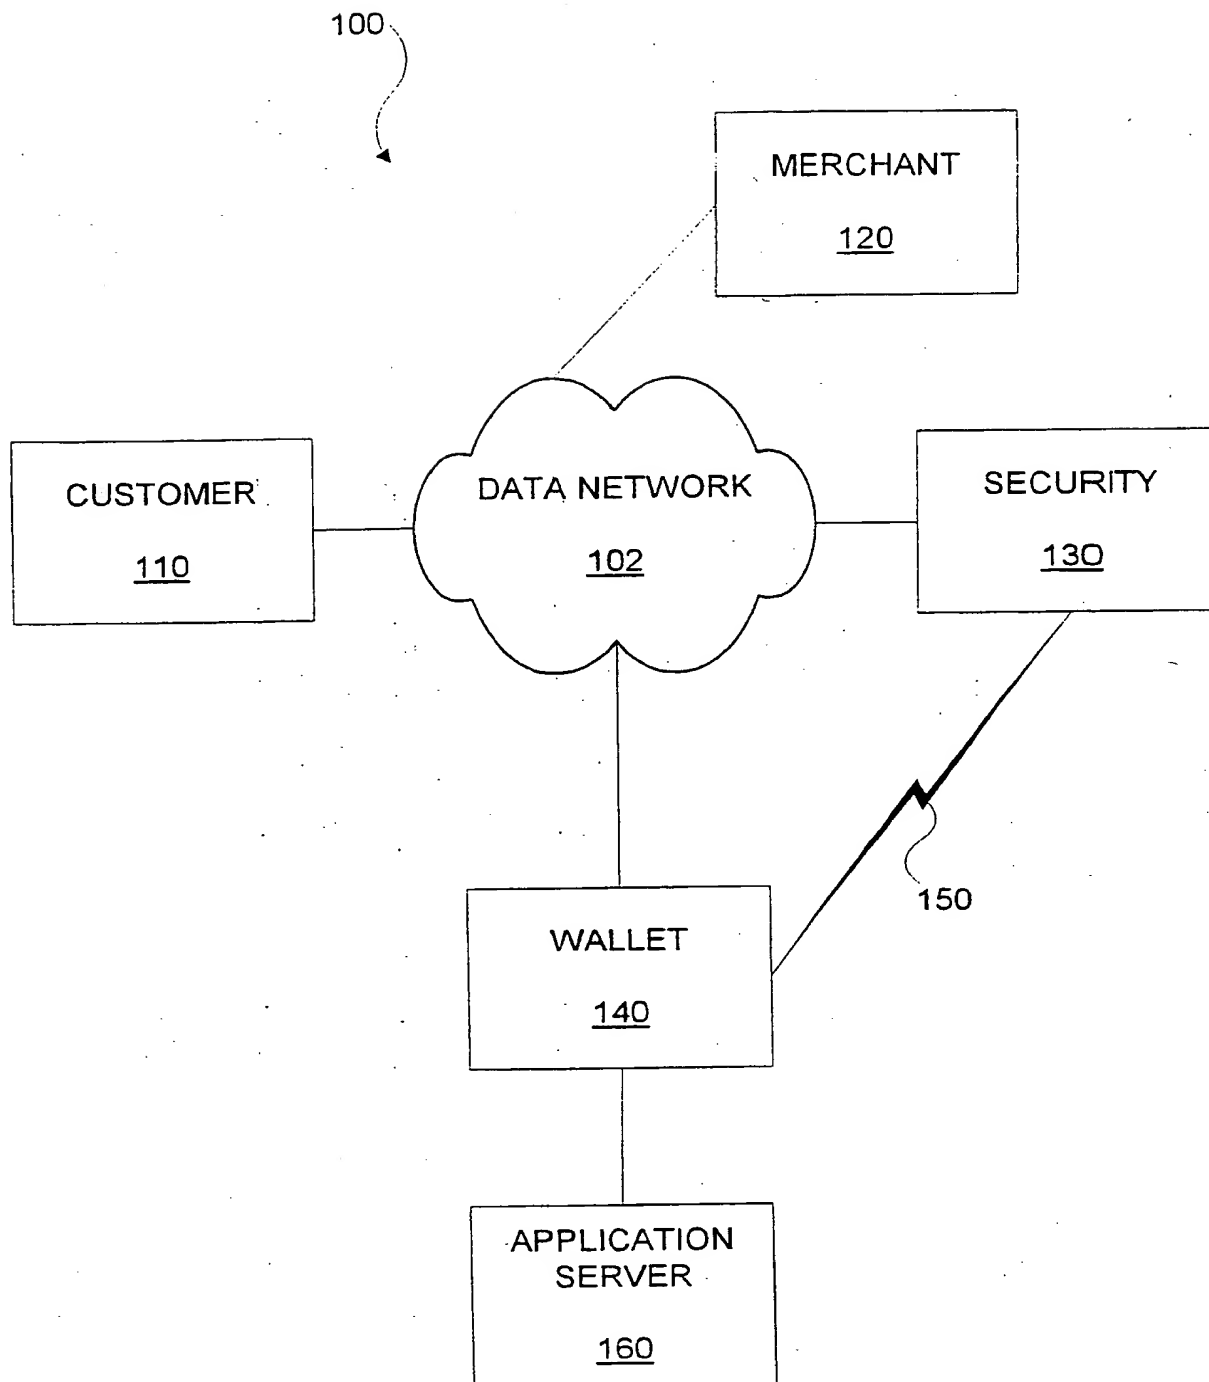 100
MERCHANT
120
CUSTOMER
110
DATA NETWORK
102
SECURITY
130
150
WALLET
140
APPLICATION
SERVER
160